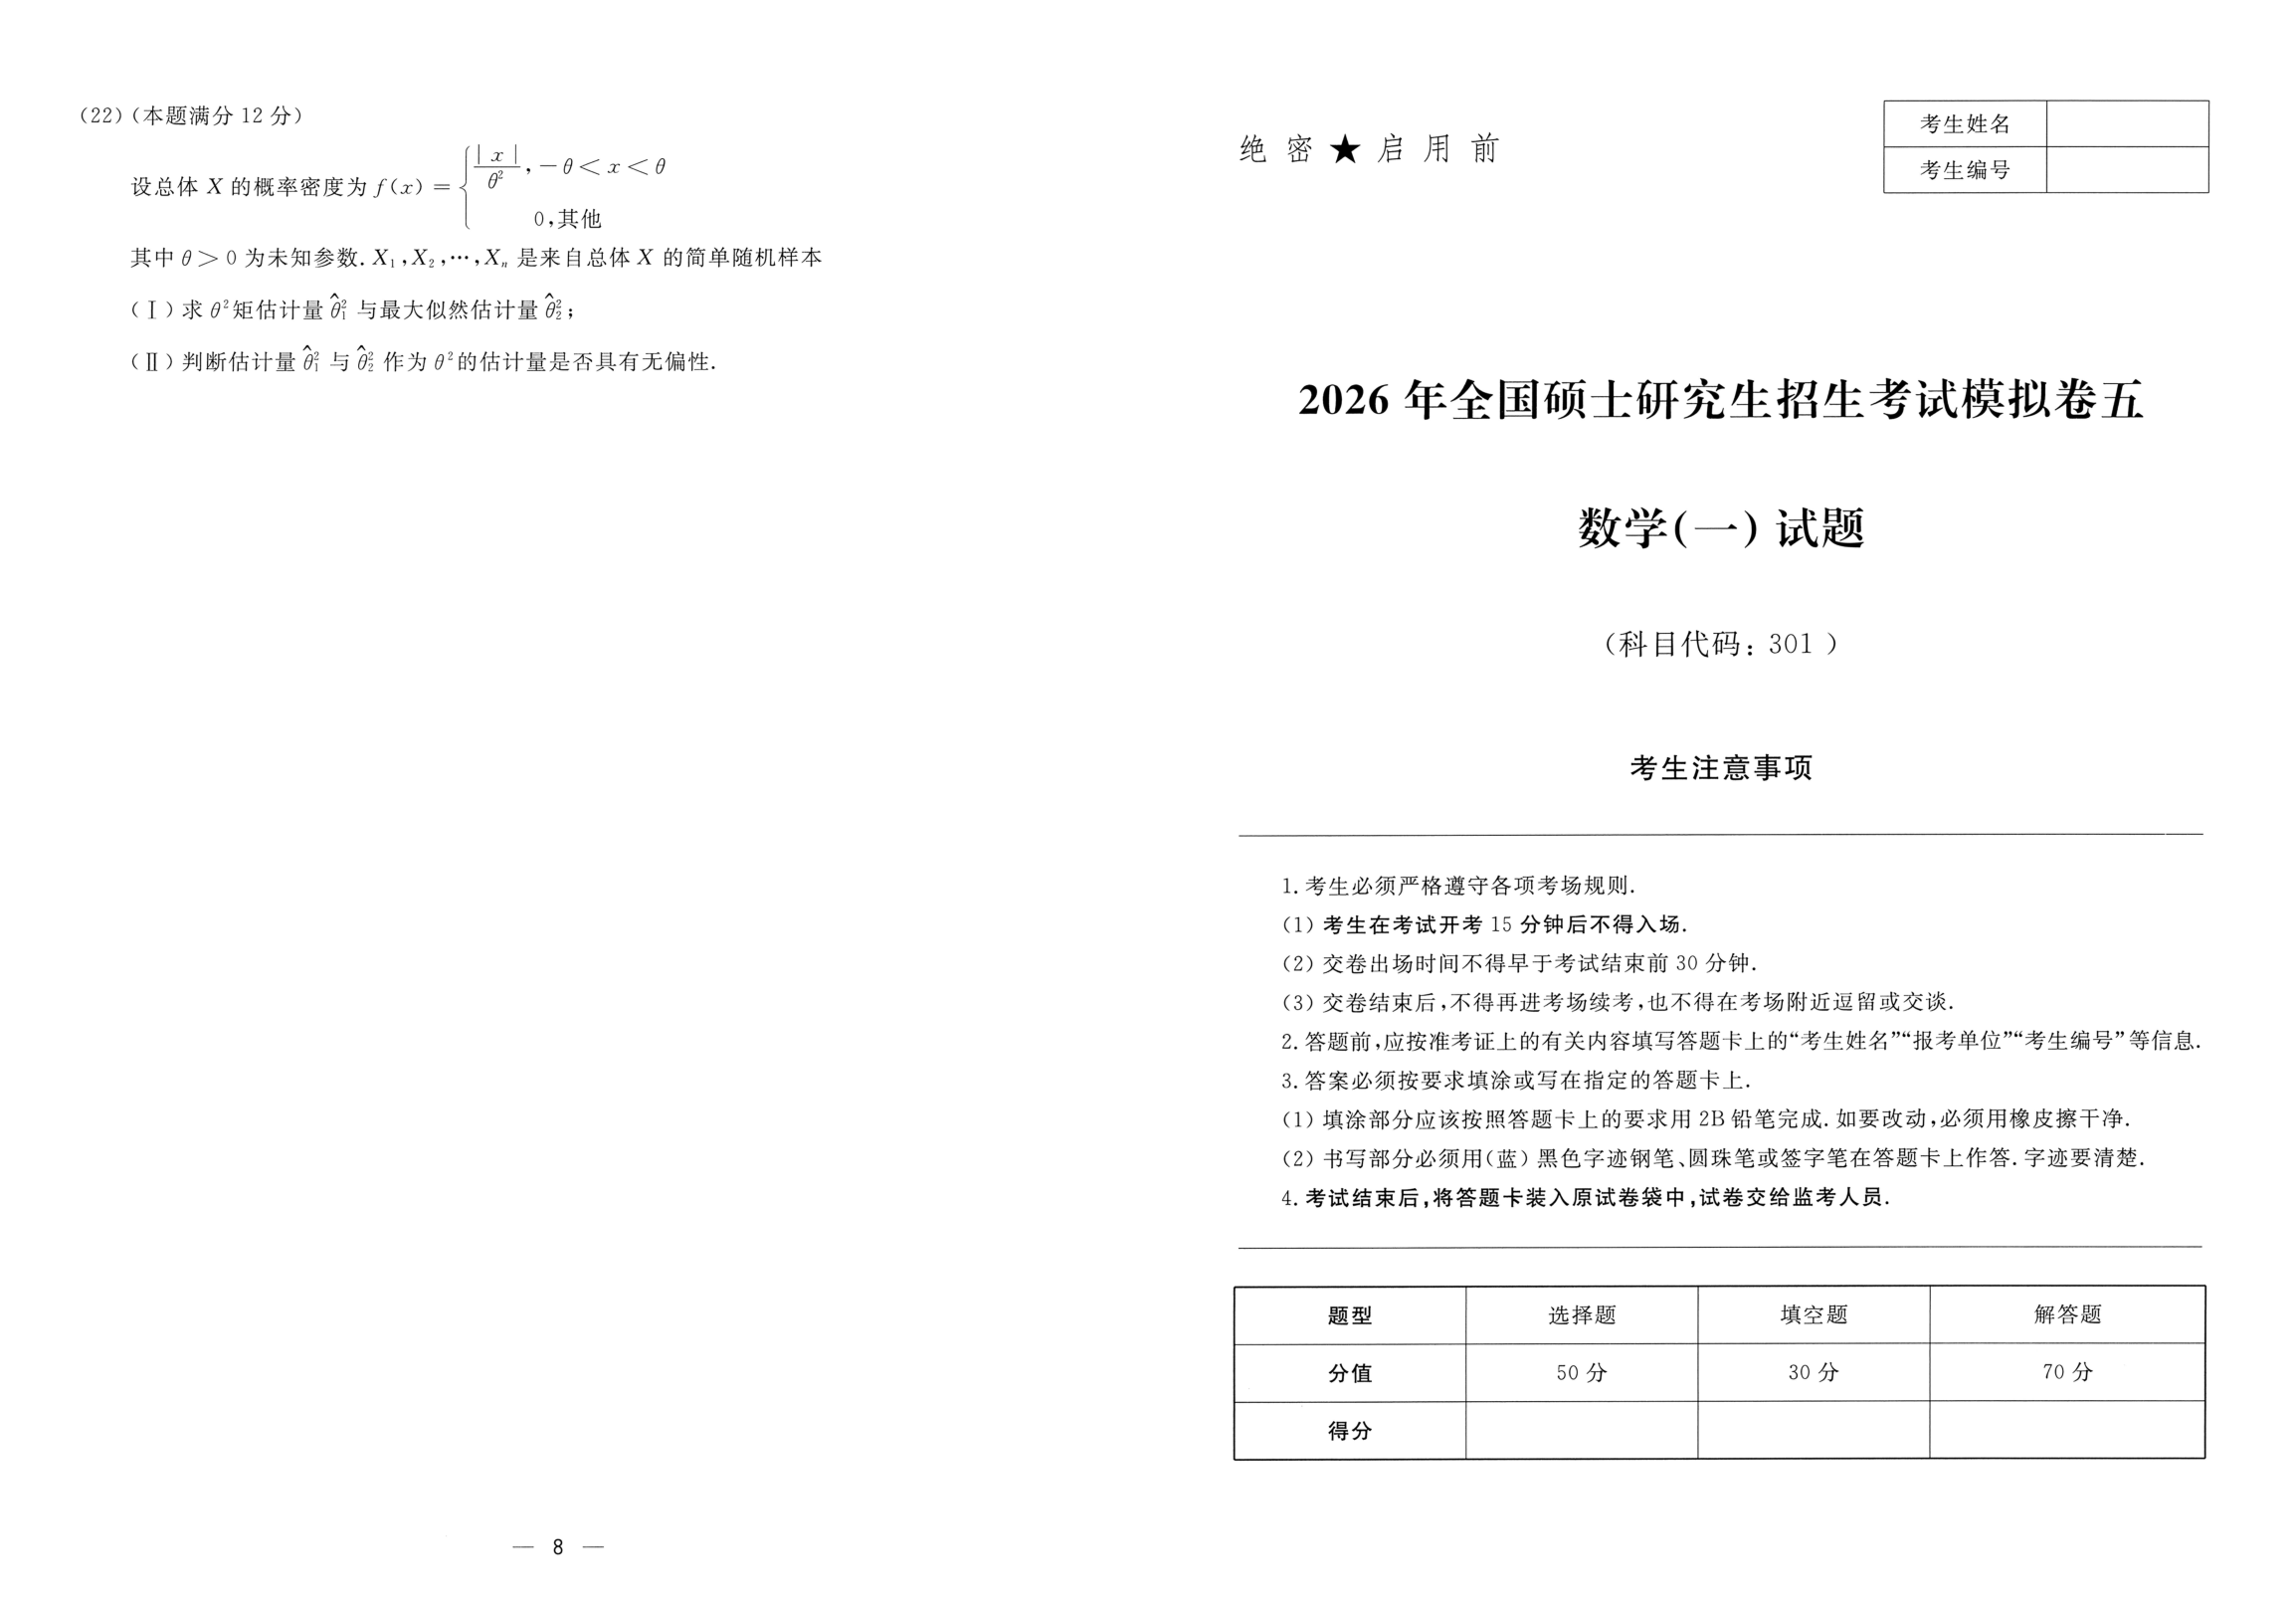 (22)(本题满分 12 分)
设总体 X 的概率密度为 f(x) = { |x|/θ², −θ < x < θ
0,其他
其中 θ > 0 为未知参数. X₁,X₂,…,Xₙ 是来自总体 X 的简单随机样本
(Ⅰ) 求 θ² 矩估计量 θ̂₁² 与最大似然估计量 θ̂₂²;
(Ⅱ) 判断估计量 θ̂₁² 与 θ̂₂² 作为 θ² 的估计量是否具有无偏性.
— 8 —
绝密★启用前
考生姓名
考生编号
2026 年全国硕士研究生招生考试模拟卷五
数学(一) 试题
(科目代码: 301 )
考生注意事项
1. 考生必须严格遵守各项考场规则.
(1) 考生在考试开考 15 分钟后不得入场.
(2) 交卷出场时间不得早于考试结束前 30 分钟.
(3) 交卷结束后,不得再进考场续考,也不得在考场附近逗留或交谈.
2. 答题前,应按准考证上的有关内容填写答题卡上的“考生姓名”“报考单位”“考生编号”等信息.
3. 答案必须按要求填涂或写在指定的答题卡上.
(1) 填涂部分应该按照答题卡上的要求用 2B 铅笔完成. 如要改动,必须用橡皮擦干净.
(2) 书写部分必须用(蓝) 黑色字迹钢笔、圆珠笔或签字笔在答题卡上作答. 字迹要清楚.
4. 考试结束后,将答题卡装入原试卷袋中,试卷交给监考人员.
题型 选择题 填空题 解答题
分值 50 分 30 分 70 分
得分